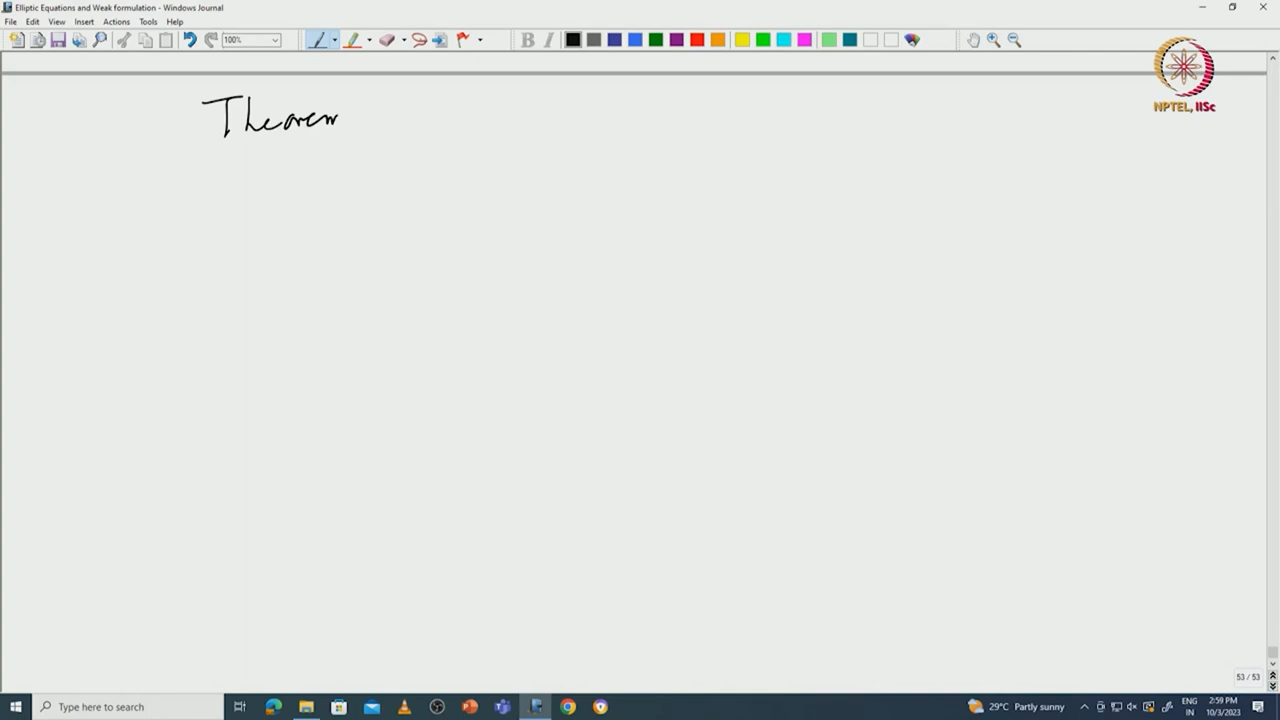 Elliptic Equations and Weak formulation - Windows Journal
File Edit View Insert Actions Tools Help
100%
B I
NPTEL, IISc
Theorem
53 / 53
Type here to search
29°C Partly sunny
ENG
IN
2:59 PM
10/3/2023